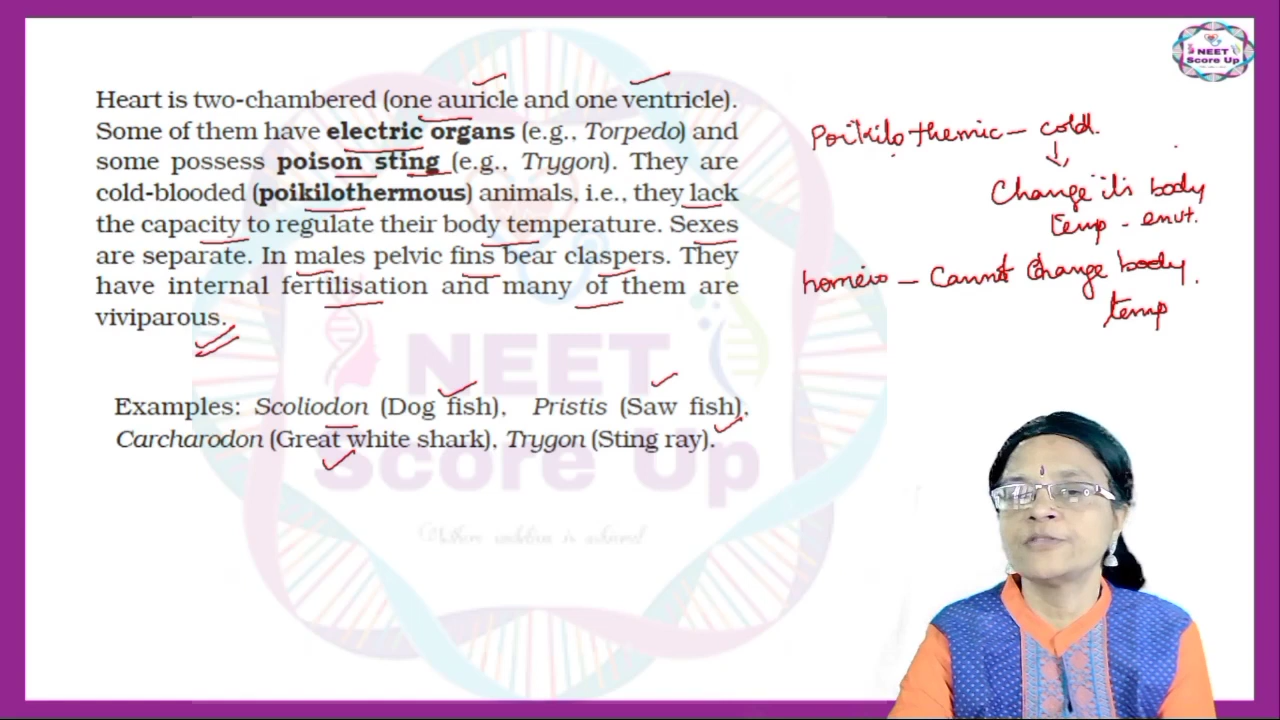 NEET
Score Up
Heart is two-chambered (one auricle and one ventricle).
Some of them have electric organs (e.g., Torpedo) and
some possess poison sting (e.g., Trygon). They are
cold-blooded (poikilothermous) animals, i.e., they lack
the capacity to regulate their body temperature. Sexes
are separate. In males pelvic fins bear claspers. They
have internal fertilisation and many of them are
viviparous.
Examples: Scoliodon (Dog fish), Pristis (Saw fish),
Carcharodon (Great white shark), Trygon (Sting ray).
Poikilothemic - cold.
Change it's body
temp - envt.
homeio - Cannot Change body
temp
NEET
Score Up